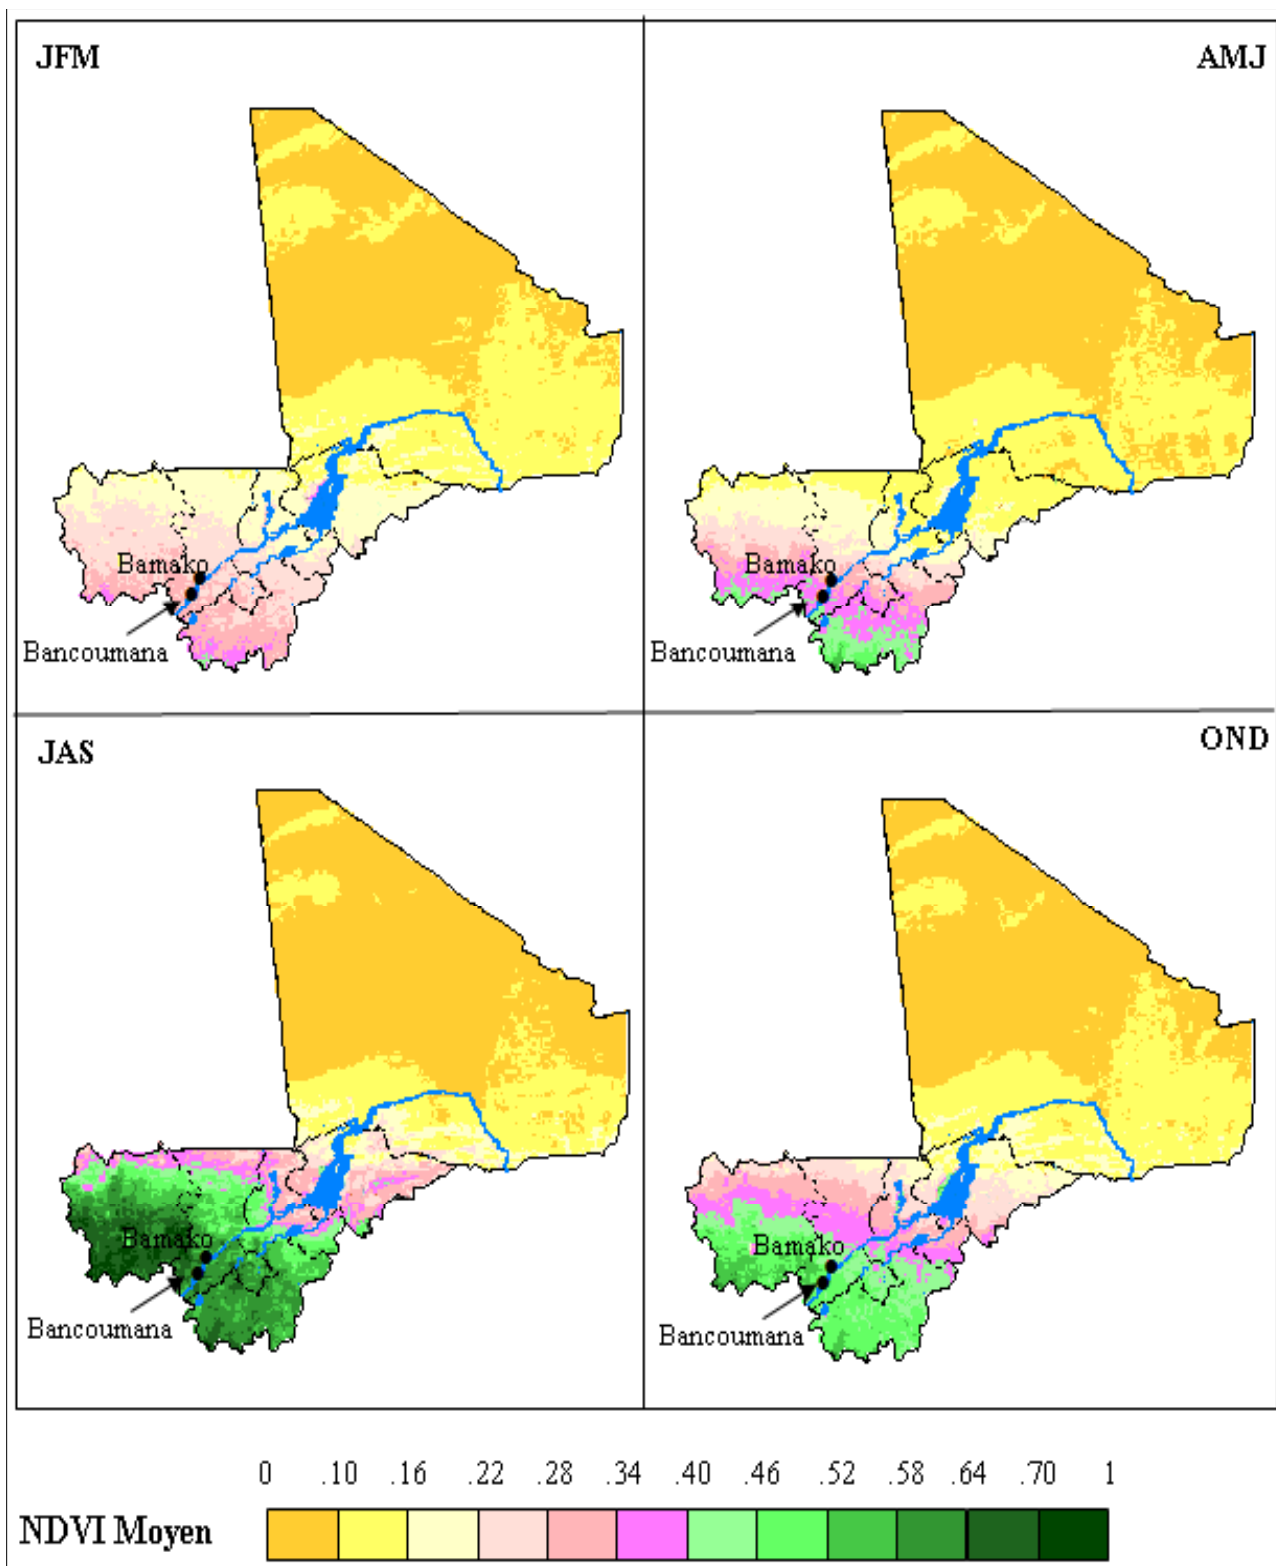 JFM
AMJ
Bamako
Bancoumana
Bamako
Bancoumana
JAS
OND
Bamako
Bancoumana
Bamako
Bancoumana
0 .10 .16 .22 .28 .34 .40 .46 .52 .58 .64 .70 1
NDVI Moyen